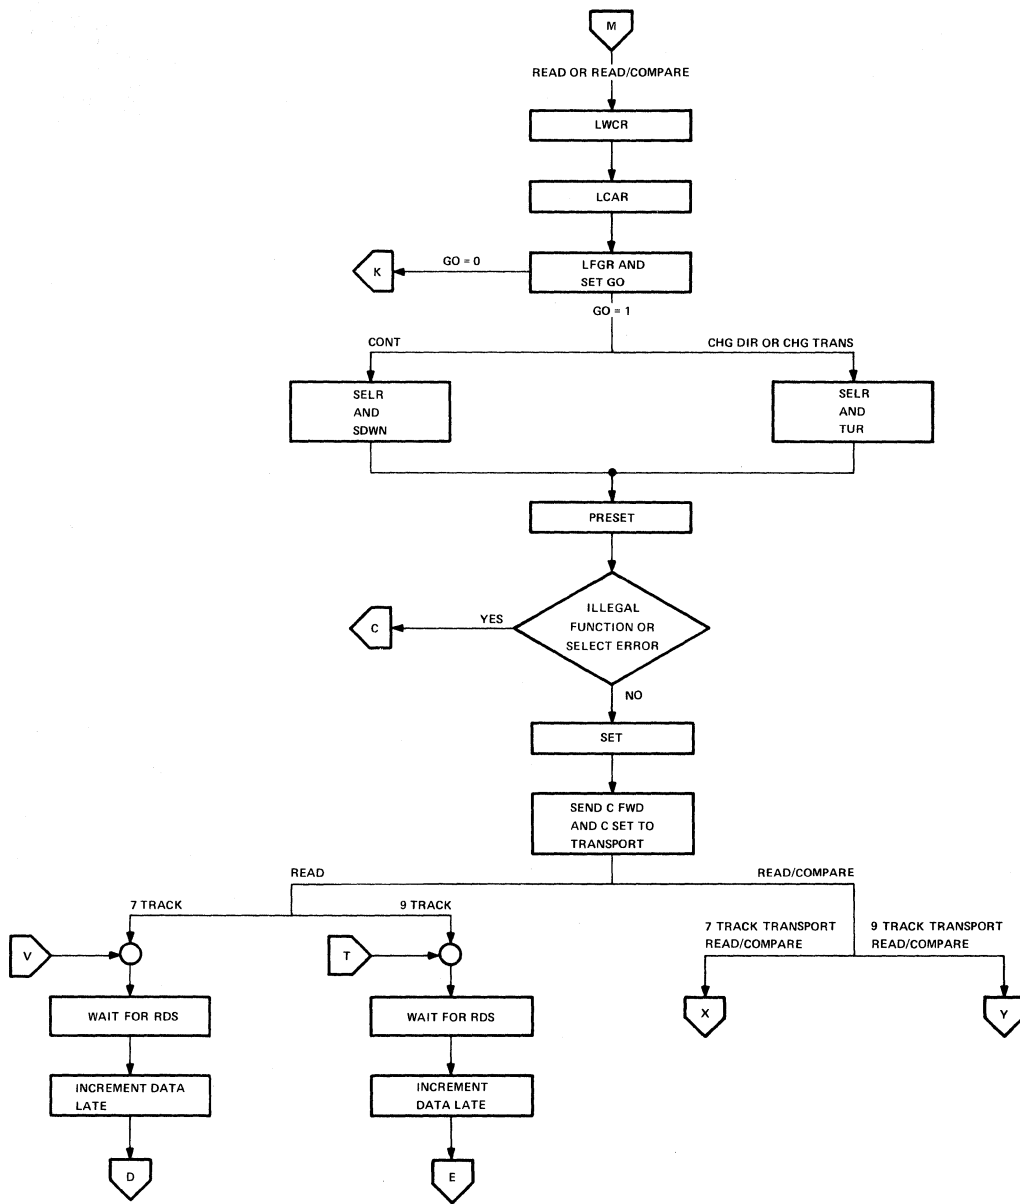 M
READ OR READ/COMPARE
LWCR
LCAR
K
GO = 0
LFGR AND
SET GO
GO = 1
CONT
CHG DIR OR CHG TRANS
SELR
AND
SDWN
SELR
AND
TUR
PRESET
C
YES
ILLEGAL
FUNCTION OR
SELECT ERROR
NO
SET
SEND C FWD
AND C SET TO
TRANSPORT
READ
READ/COMPARE
7 TRACK
9 TRACK
7 TRACK TRANSPORT
READ/COMPARE
9 TRACK TRANSPORT
READ/COMPARE
V
T
WAIT FOR RDS
WAIT FOR RDS
X
Y
INCREMENT DATA
LATE
INCREMENT
DATA LATE
D
E